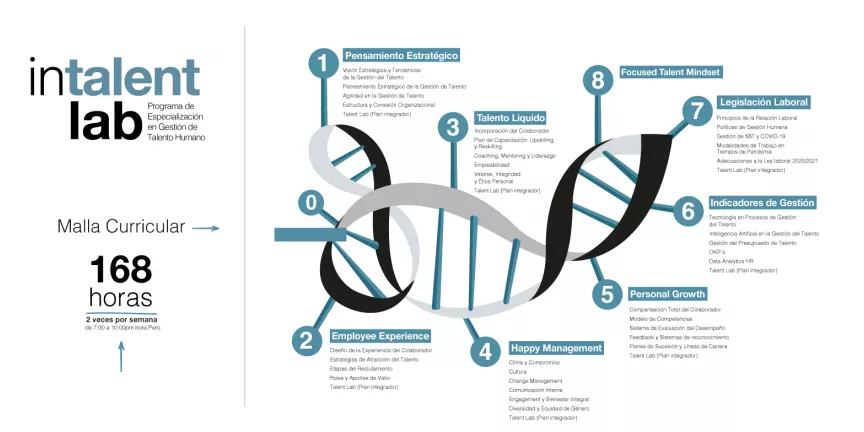 intalent
lab
Programa de
Especialización
en Gestión de
Talento Humano
Malla Curricular
168
horas
2 veces por semana
de 7:00 a 10:00pm hora Perú
0
1
Pensamiento Estratégico
Visión Estratégica y Tendencias
de la Gestión del Talento
Planeamiento Estratégico de la Gestión de Talento
Agilidad en la Gestión de Talento
Estructura y Conexión Organizacional
Talent Lab (Plan integrador)
2
Employee Experience
Diseño de la Experiencia del Colaborador
Estrategias de Atracción del Talento
Etapas del Reclutamiento
Roles y Aportes de Valor
Talent Lab (Plan integrador)
3
Talento Líquido
Incorporación del Colaborador
Plan de Capacitación: Upskilling
y Reskilling
Coaching, Mentoring y Liderazgo
Empleabilidad
Valores, Integridad
y Ética Personal
Talent Lab (Plan integrador)
4
Happy Management
Clima y Compromiso
Cultura
Change Management
Comunicación Interna
Engagement y Bienestar Integral
Diversidad y Equidad de Género
Talent Lab (Plan integrador)
5
Personal Growth
Compensación Total del Colaborador
Modelo de Competencias
Sistema de Evaluación del Desempeño
Feedback y Sistemas de reconocimiento
Planes de Sucesión y Líneas de Carrera
Talent Lab (Plan integrador)
6
Indicadores de Gestión
Tecnología en Procesos de Gestión
del Talento
Inteligencia Artifical en la Gestión del Talento
Gestión del Presupuesto de Talento
OKR's
Data Analytics HR
Talent Lab (Plan integrador)
7
Legislación Laboral
Principios de la Relación Laboral
Políticas de Gestión Humana
Gestión de SST y COVID-19
Modalidades de Trabajo en
Tiempos de Pandemia
Adecuaciones a la Ley laboral 2020/2021
Talent Lab (Plan integrador)
8
Focused Talent Mindset